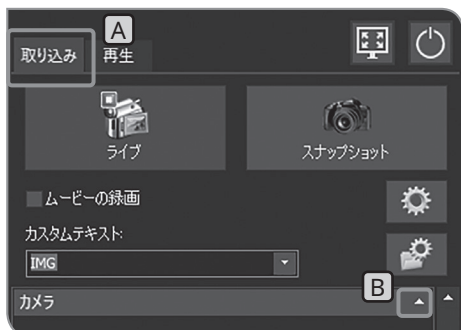 A
取り込み 再生
ライブ スナップショット
ムービーの録画
カスタムテキスト:
IMG
B
カメラ